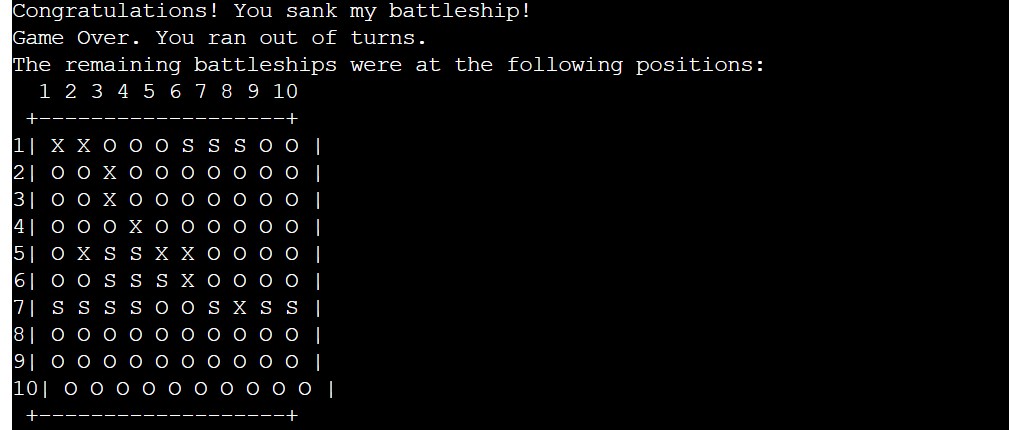 Congratulations! You sank my battleship!
Game Over. You ran out of turns.
The remaining battleships were at the following positions:
  1 2 3 4 5 6 7 8 9 10
 +-------------------+
1| X X O O O S S S O O |
2| O O X O O O O O O O |
3| O O X O O O O O O O |
4| O O O X O O O O O O |
5| O X S S X X O O O O |
6| O O S S S X O O O O |
7| S S S S O O S X S S |
8| O O O O O O O O O O |
9| O O O O O O O O O O |
10| O O O O O O O O O O |
 +-------------------+